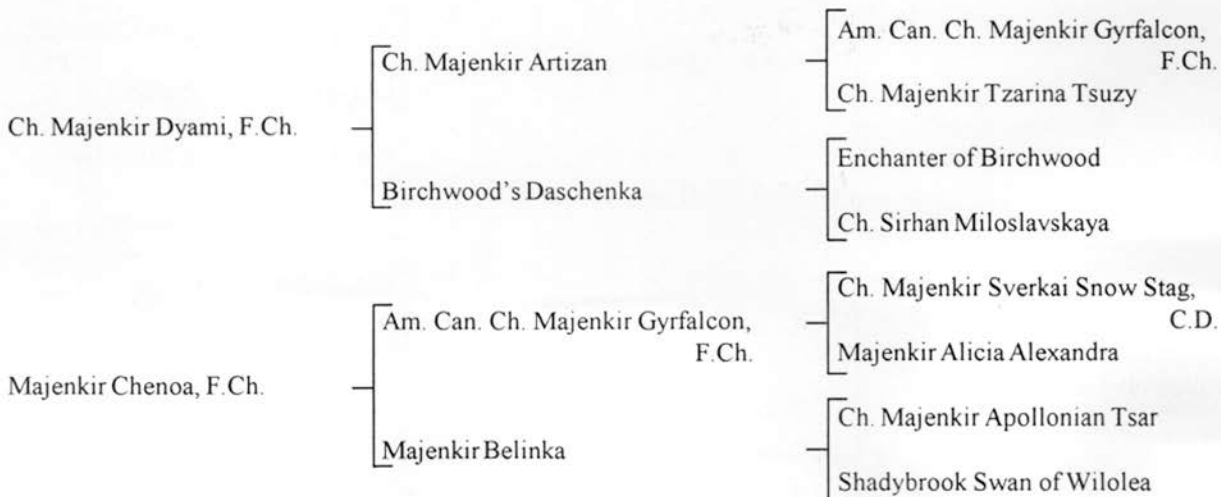 Am. Can. Ch. Majenkir Gyrfalcon,
F.Ch.
Ch. Majenkir Artizan
Ch. Majenkir Tzarina Tsuzy
Ch. Majenkir Dyami, F.Ch.
Enchanter of Birchwood
Birchwood's Daschenka
Ch. Sirhan Miloslavskaya
Ch. Majenkir Sverkai Snow Stag,
C.D.
Am. Can. Ch. Majenkir Gyrfalcon,
F.Ch.
Majenkir Alicia Alexandra
Majenkir Chenoa, F.Ch.
Ch. Majenkir Apollonian Tsar
Majenkir Belinka
Shadybrook Swan of Wilolea